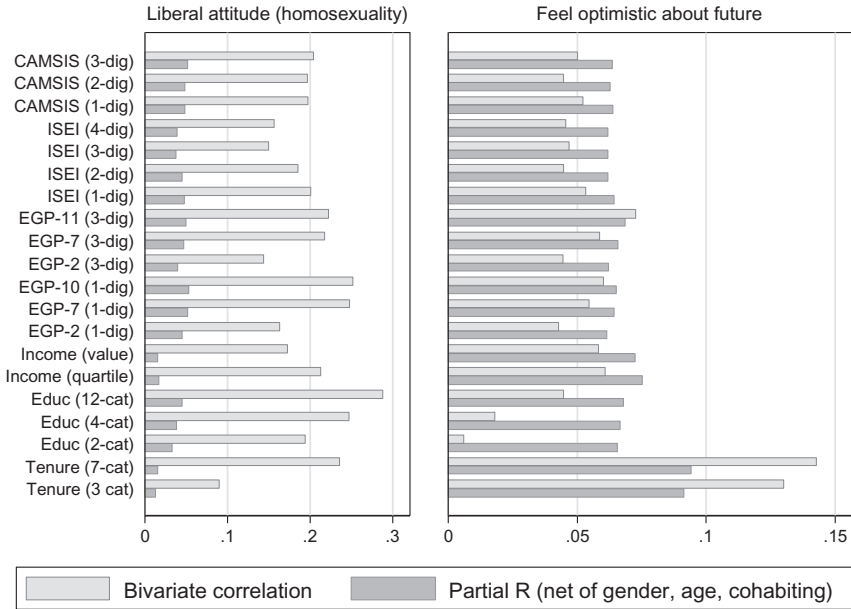 Liberal attitude (homosexuality) Feel optimistic about future
CAMSIS (3-dig)
CAMSIS (2-dig)
CAMSIS (1-dig)
ISEI (4-dig)
ISEI (3-dig)
ISEI (2-dig)
ISEI (1-dig)
EGP-11 (3-dig)
EGP-7 (3-dig)
EGP-2 (3-dig)
EGP-10 (1-dig)
EGP-7 (1-dig)
EGP-2 (1-dig)
Income (value)
Income (quartile)
Educ (12-cat)
Educ (4-cat)
Educ (2-cat)
Tenure (7-cat)
Tenure (3 cat)
0 .1 .2 .3 0 .05 .1 .15
Bivariate correlation Partial R (net of gender, age, cohabiting)